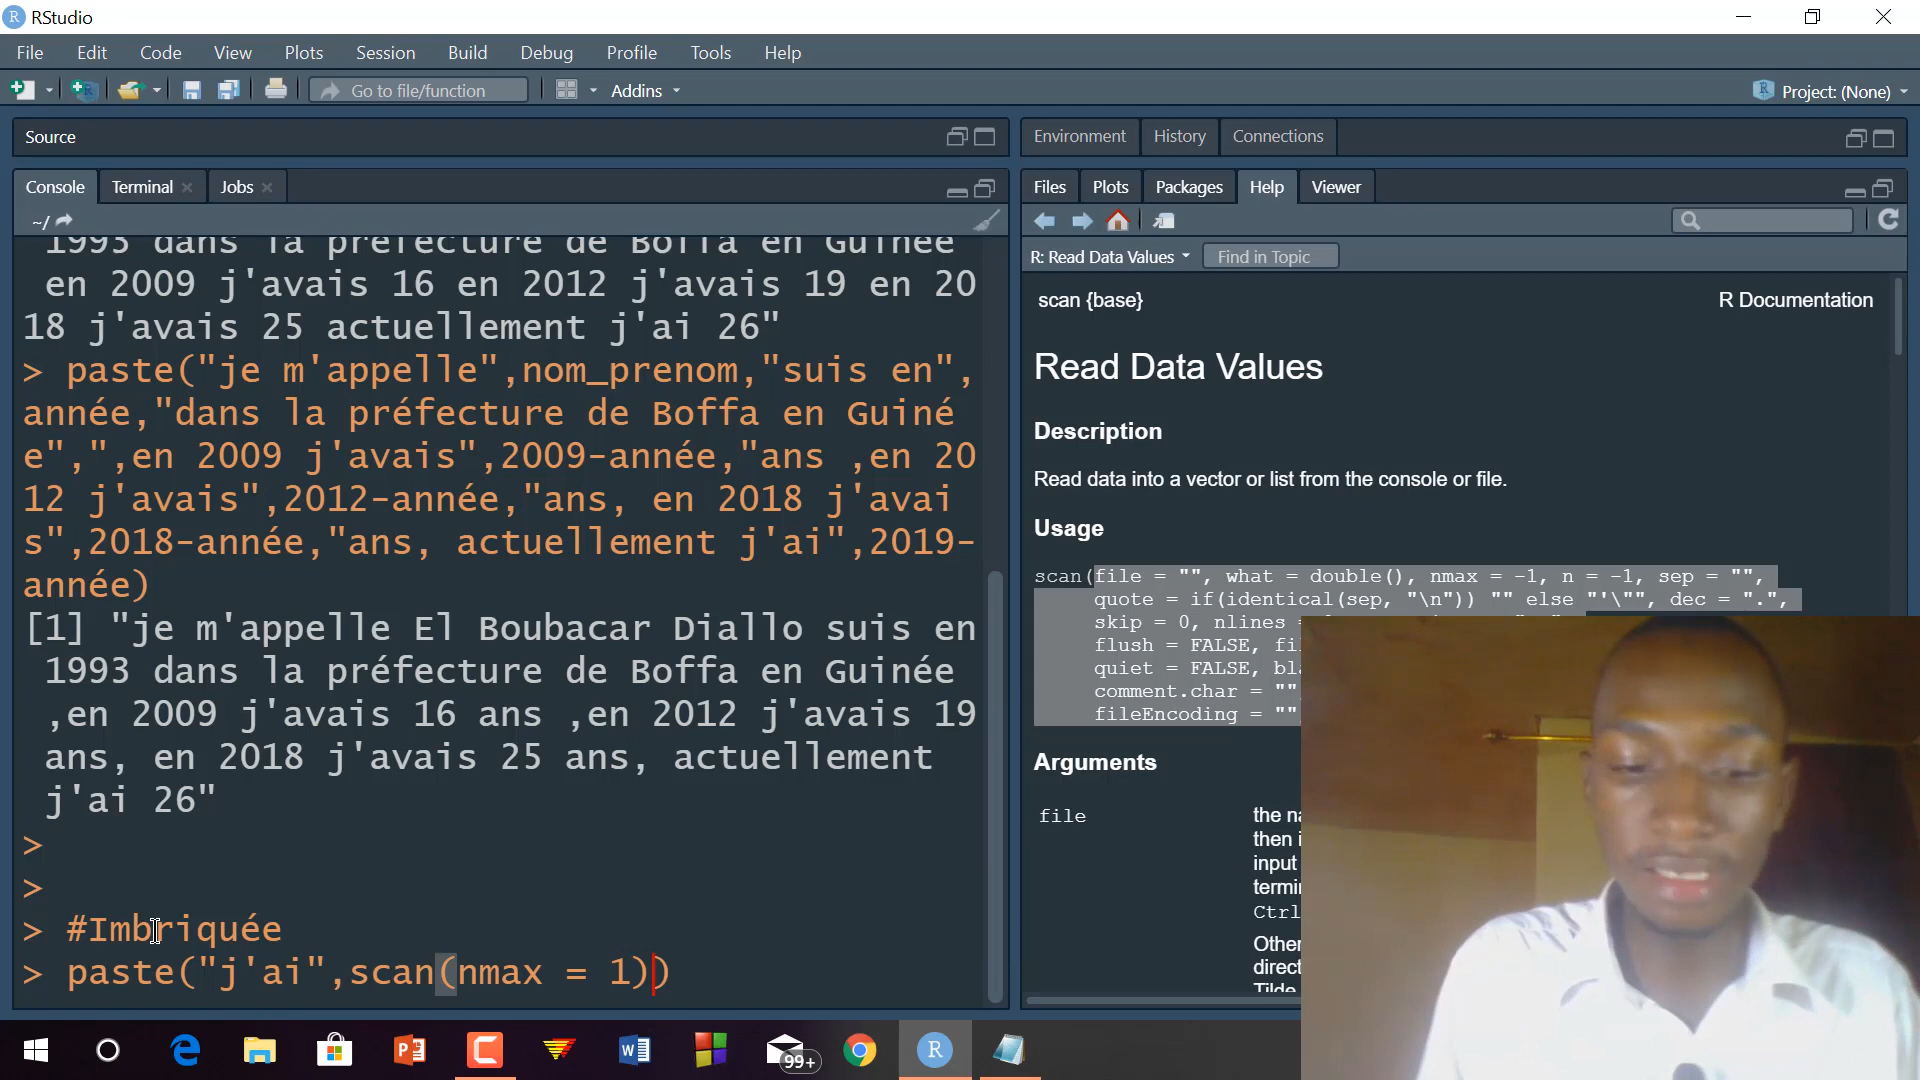 RStudio
File Edit Code View Plots Session Build Debug Profile Tools Help
Go to file/function Addins Project: (None)
Source
Console Terminal Jobs
~/
1993 dans la préfecture de Boffa en Guinée
en 2009 j'avais 16 en 2012 j'avais 19 en 20
18 j'avais 25 actuellement j'ai 26"
> paste("je m'appelle",nom_prenom,"suis en",
année,"dans la préfecture de Boffa en Guiné
e",",en 2009 j'avais",2009-année,"ans ,en 20
12 j'avais",2012-année,"ans, en 2018 j'avai
s",2018-année,"ans, actuellement j'ai",2019-
année)
[1] "je m'appelle El Boubacar Diallo suis en
1993 dans la préfecture de Boffa en Guinée
,en 2009 j'avais 16 ans ,en 2012 j'avais 19
ans, en 2018 j'avais 25 ans, actuellement
j'ai 26"
>
>
> #Imbriquée
> paste("j'ai",scan(nmax = 1))
Environment History Connections
Files Plots Packages Help Viewer
R: Read Data Values Find in Topic
scan {base} R Documentation
Read Data Values
Description
Read data into a vector or list from the console or file.
Usage
scan(file = "", what = double(), nmax = -1, n = -1, sep = "",
quote = if(identical(sep, "\n")) "" else "'\"", dec = ".",
skip = 0, nlines =
flush = FALSE,
quiet = FALSE,
comment.char = ""
fileEncoding = ""
Arguments
file the
then
input
Ctrl
99+